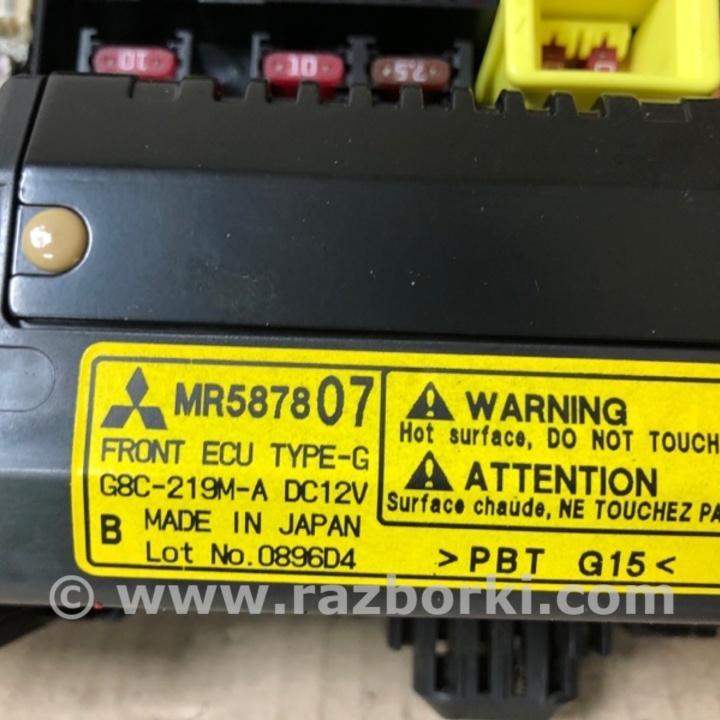 10
10
7.5
MR587807
FRONT ECU TYPE-G
G8C-219M-A DC12V
B MADE IN JAPAN
Lot No.0896D4
WARNING
Hot surface, DO NOT TOUCH
ATTENTION
Surface chaude, NE TOUCHEZ PA
>PBT G15<
© www.razborki.com